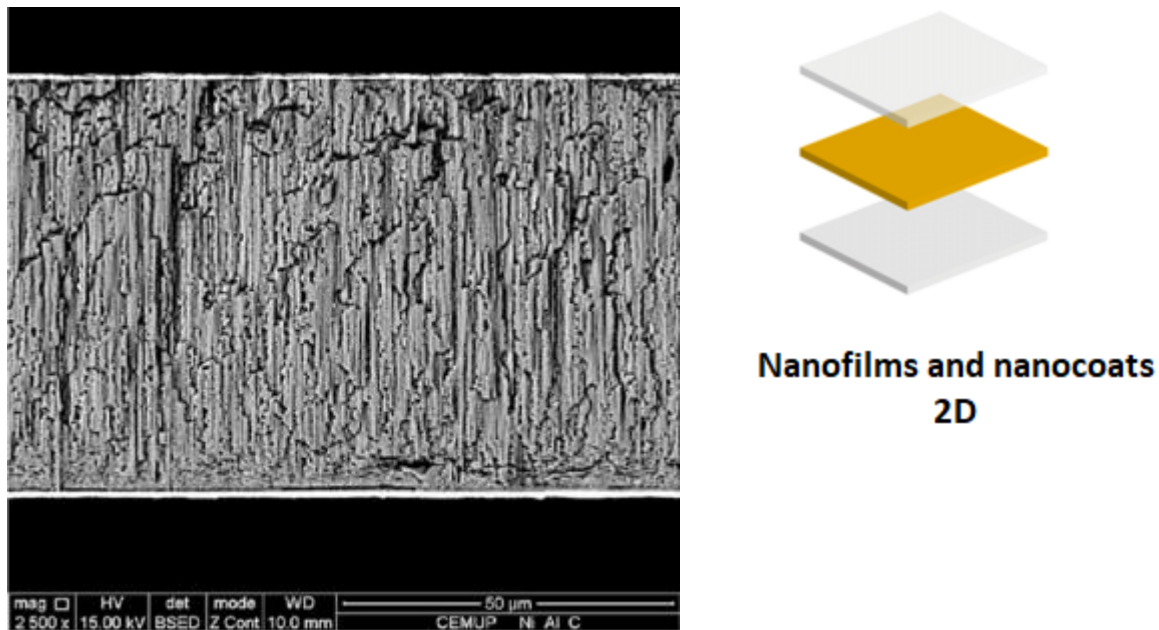 mag HV det mode WD 50 µm
2 500 x 15.00 kV BSED Z Cont 10.0 mm CEMUP Ni Al C
Nanofilms and nanocoats
2D